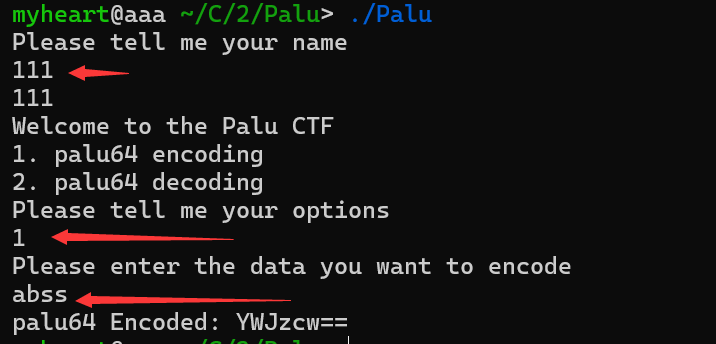 myheart@aaa ~/C/2/Palu> ./Palu
Please tell me your name
111
111
Welcome to the Palu CTF
1. palu64 encoding
2. palu64 decoding
Please tell me your options
1
Please enter the data you want to encode
abss
palu64 Encoded: YWJzcw==